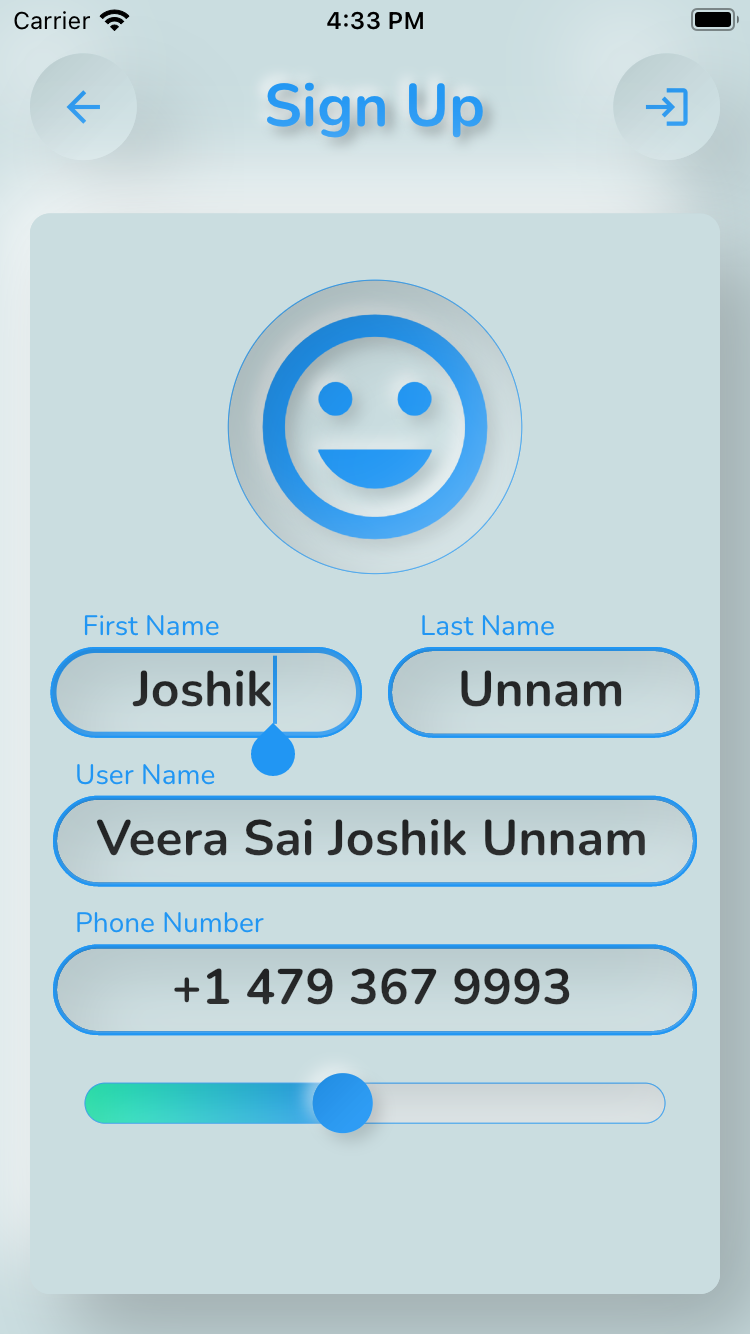 Carrier 4:33 PM
Sign Up
First Name Last Name
Joshik Unnam
User Name
Veera Sai Joshik Unnam
Phone Number
+1 479 367 9993